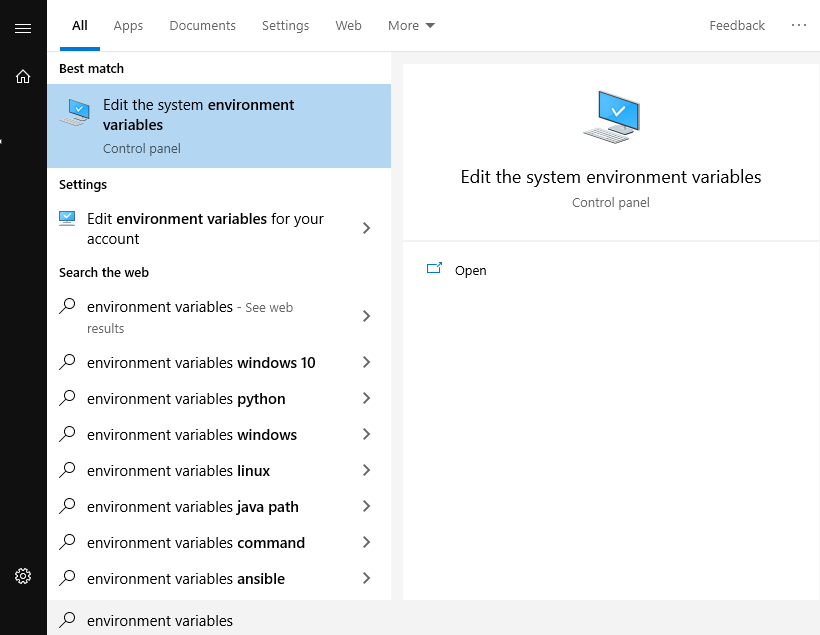 All Apps Documents Settings Web More Feedback ...
Best match
Edit the system environment
variables
Control panel
Settings
Edit environment variables for your
account
Search the web
environment variables - See web
results
environment variables windows 10
environment variables python
environment variables windows
environment variables linux
environment variables java path
environment variables command
environment variables ansible
environment variables
Edit the system environment variables
Control panel
Open